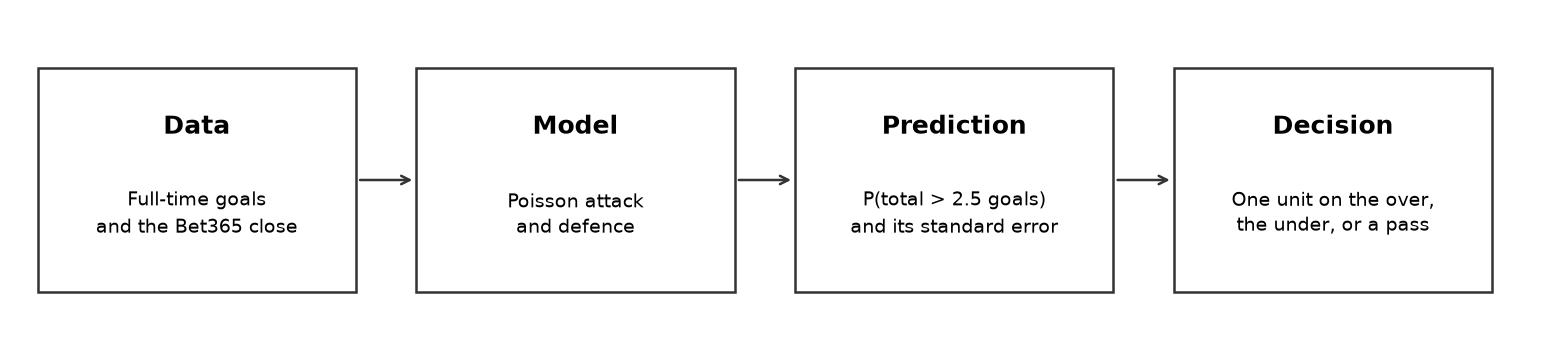 Data
Full-time goals
and the Bet365 close
Model
Poisson attack
and defence
Prediction
P(total > 2.5 goals)
and its standard error
Decision
One unit on the over,
the under, or a pass